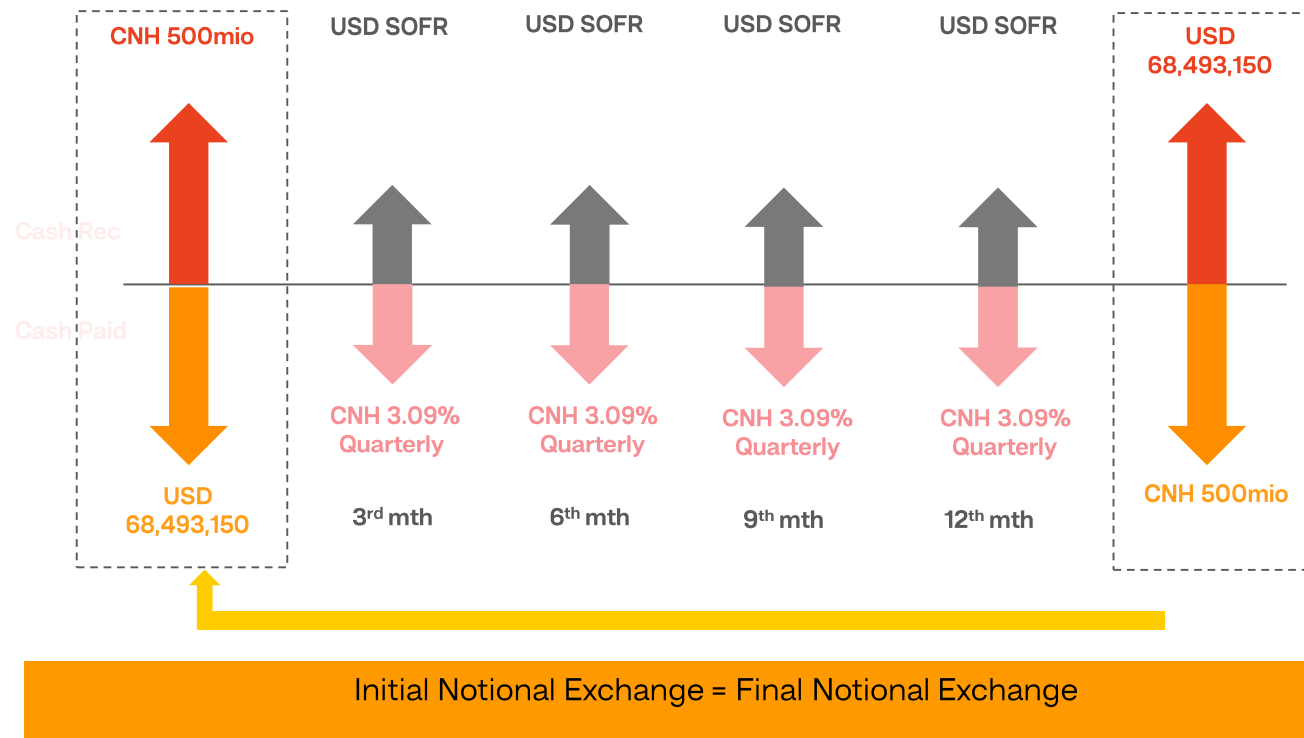 CNH 500mio
USD SOFR
USD SOFR
USD SOFR
USD SOFR
USD
68,493,150
Cash Rec
Cash Paid
CNH 3.09%
Quarterly
CNH 3.09%
Quarterly
CNH 3.09%
Quarterly
CNH 3.09%
Quarterly
USD
68,493,150
3rd mth
6th mth
9th mth
12th mth
CNH 500mio
Initial Notional Exchange = Final Notional Exchange